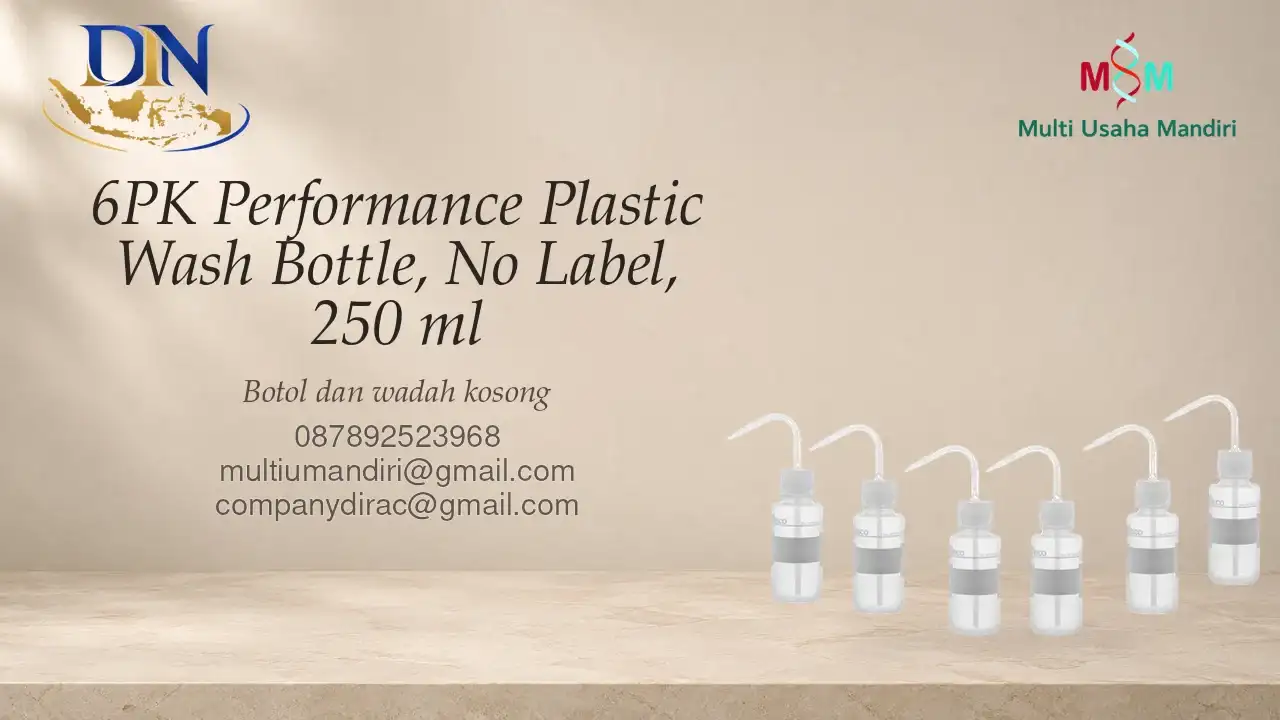 DN
M M
Multi Usaha Mandiri
6PK Performance Plastic
Wash Bottle, No Label,
250 ml
Botol dan wadah kosong
087892523968
multiumandiri@gmail.com
companydirac@gmail.com